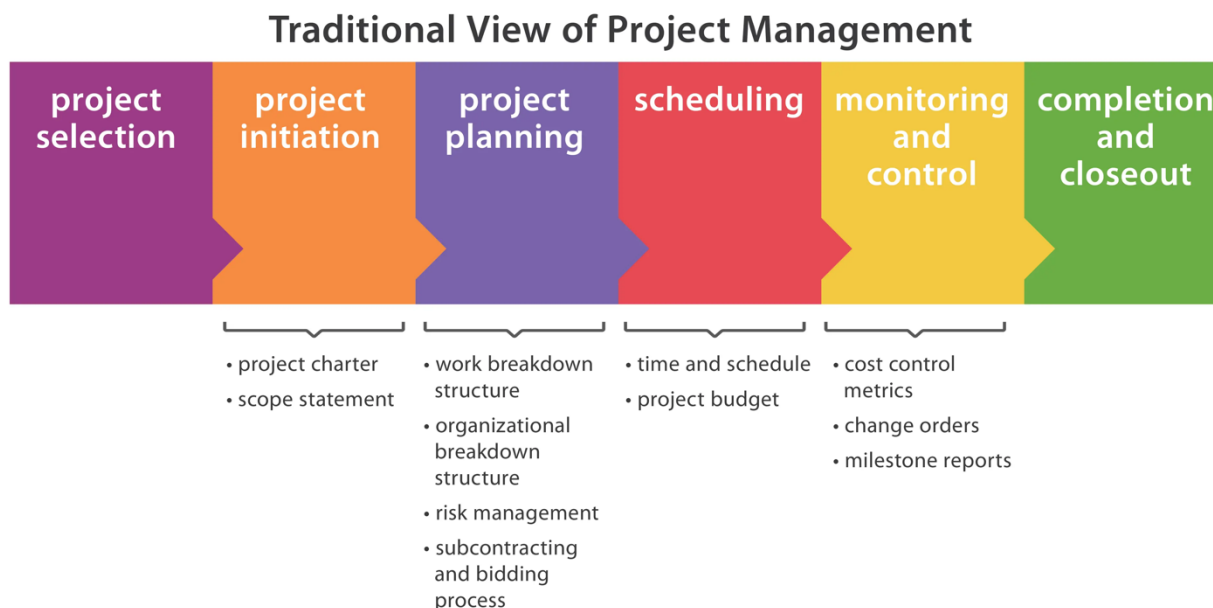 Traditional View of Project Management
project
selection
project
initiation
project
planning
scheduling
monitoring
and
control
completion
and
closeout
• project charter
• scope statement
• work breakdown
structure
• organizational
breakdown
structure
• risk management
• subcontracting
and bidding
process
• time and schedule
• project budget
• cost control
metrics
• change orders
• milestone reports